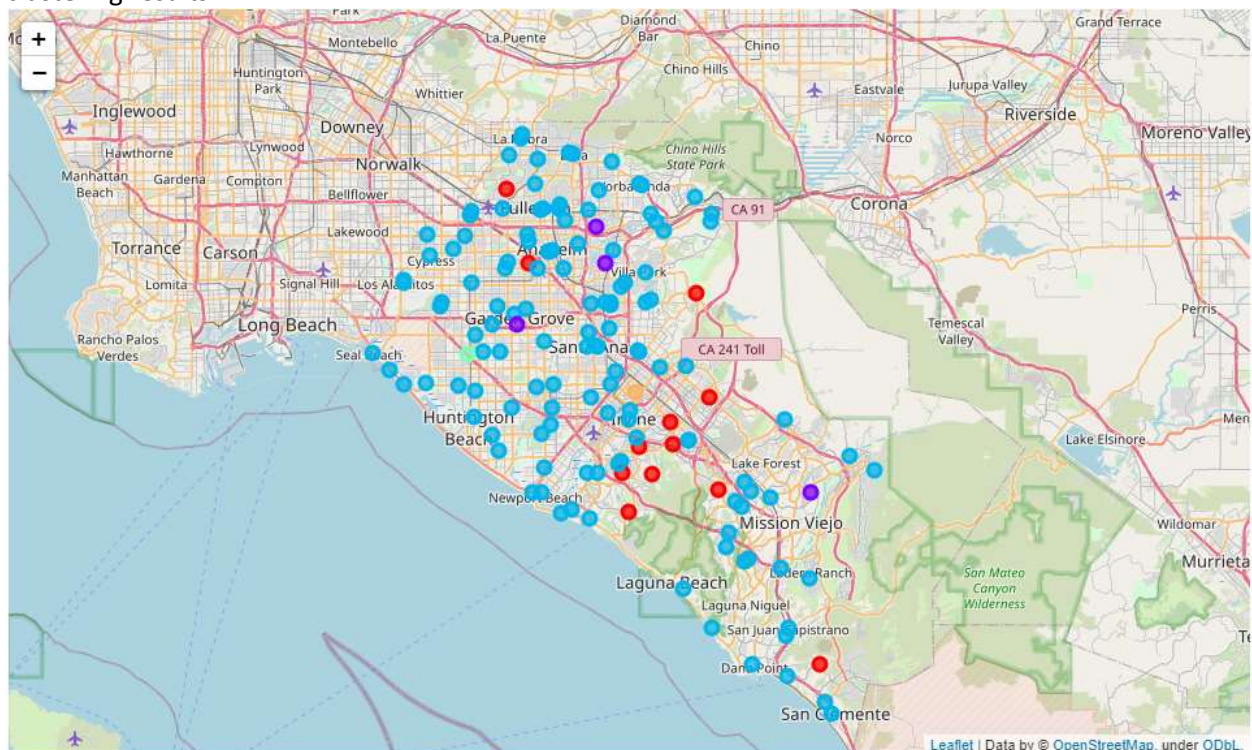 +
−
Park
Montebello
La Puente
Diamond
Bar
Chino
Grand Terrace
Huntington
Park
Chino Hills
Eastvale
Jurupa Valley
Whittier
Inglewood
Riverside
Downey
Norco
Moreno Valley
Hawthorne
Lynwood
Norwalk
Chino Hills
State Park
Manhattan
Beach
Gardena
Compton
Bellflower
CA 91
Corona
Lakewood
Torrance
Carson
Cypress
Lomita
Signal Hill
Perris
Long Beach
Temescal
Valley
Rancho Palos
Verdes
Seal Beach
CA 241 Toll
Huntington
Beach
Lake Elsinore
Lake Forest
Newport Beach
Mission Viejo
Wildomar
Murrieta
Laguna Beach
San Mateo
Canyon
Wilderness
Laguna Niguel
San Juan Capistrano
Dana Point
San Clemente
Leaflet | Data by © OpenStreetMap, under ODbL